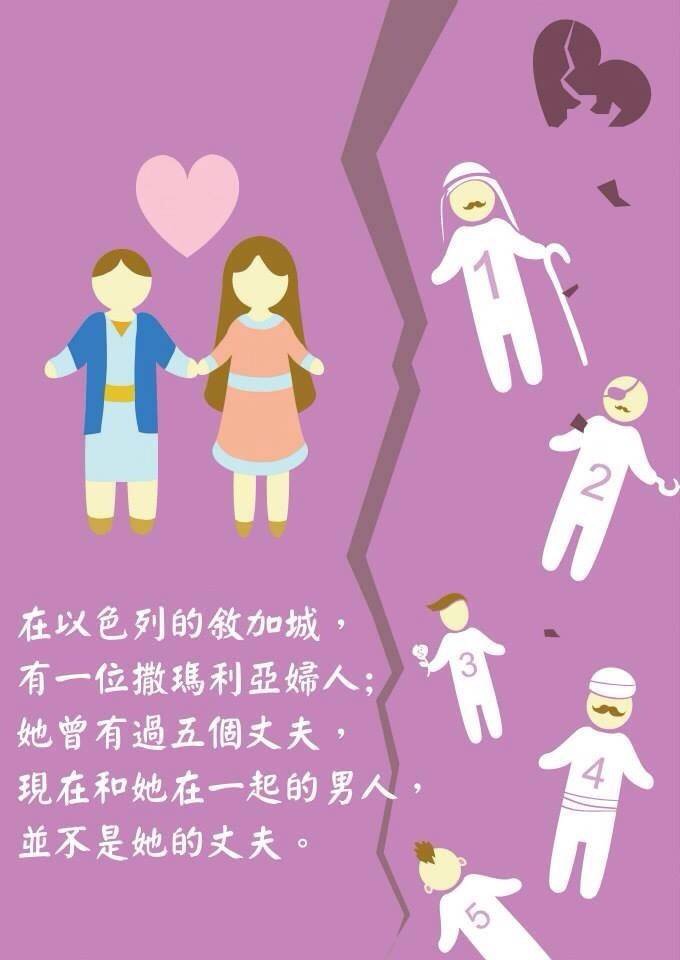 1
2
3
4
5
在以色列的敘加城，
有一位撒瑪利亞婦人；
她曾有過五個丈夫，
現在和她在一起的男人，
並不是她的丈夫。